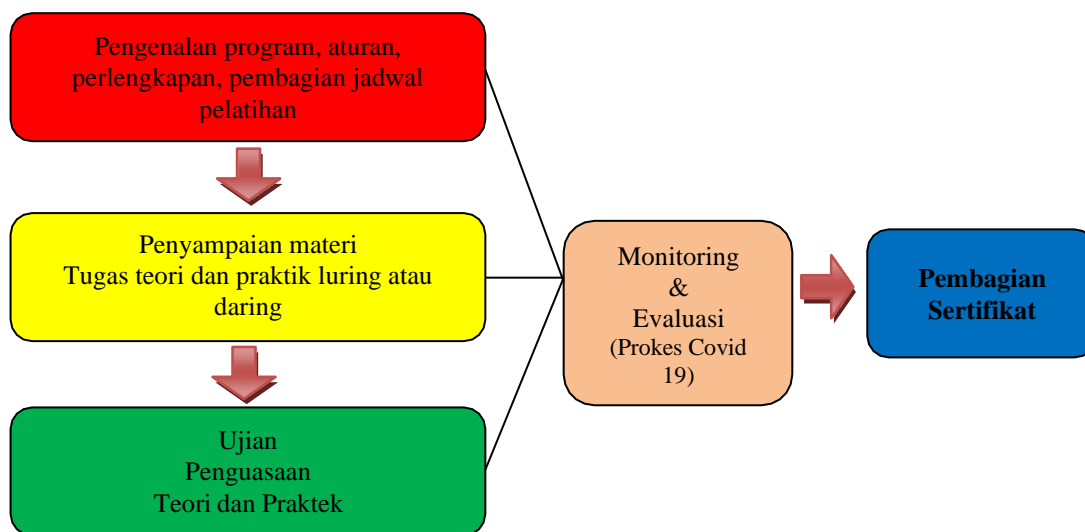 Pengenalan program, aturan,
perlengkapan, pembagian jadwal
pelatihan
Penyampaian materi
Tugas teori dan praktik luring atau
daring
Ujian
Penguasaan
Teori dan Praktek
Monitoring
&
Evaluasi
(Prokes Covid
19)
Pembagian
Sertifikat